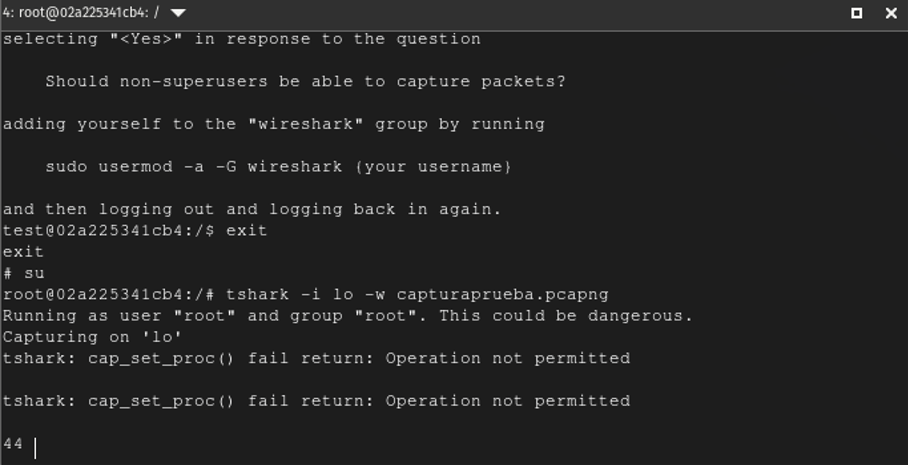 4: root@02a225341cb4: /
selecting "<Yes>" in response to the question
Should non-superusers be able to capture packets?
adding yourself to the "wireshark" group by running
sudo usermod -a -G wireshark {your username}
and then logging out and logging back in again.
test@02a225341cb4:/$ exit
exit
# su
root@02a225341cb4:/# tshark -i lo -w capturaprueba.pcapng
Running as user "root" and group "root". This could be dangerous.
Capturing on 'lo'
tshark: cap_set_proc() fail return: Operation not permitted
tshark: cap_set_proc() fail return: Operation not permitted
44